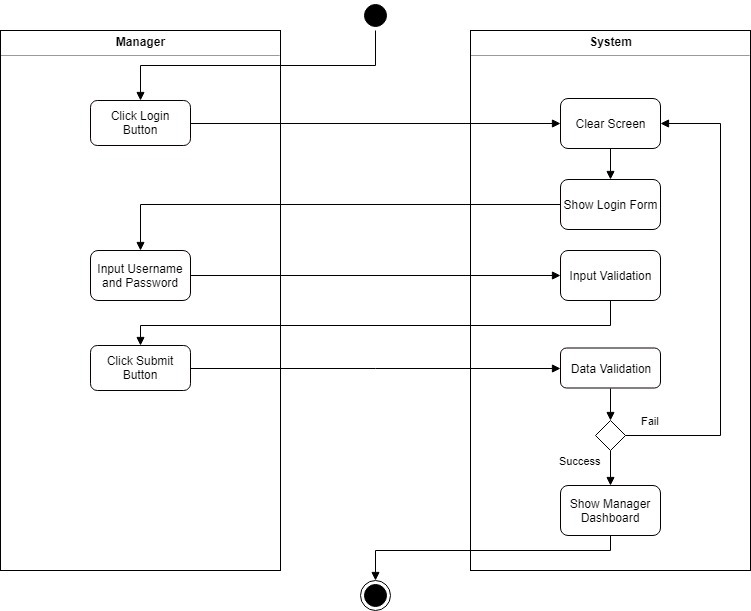 Manager
System
Click Login
Button
Clear Screen
Show Login Form
Input Username
and Password
Input Validation
Click Submit
Button
Data Validation
Fail
Success
Show Manager
Dashboard